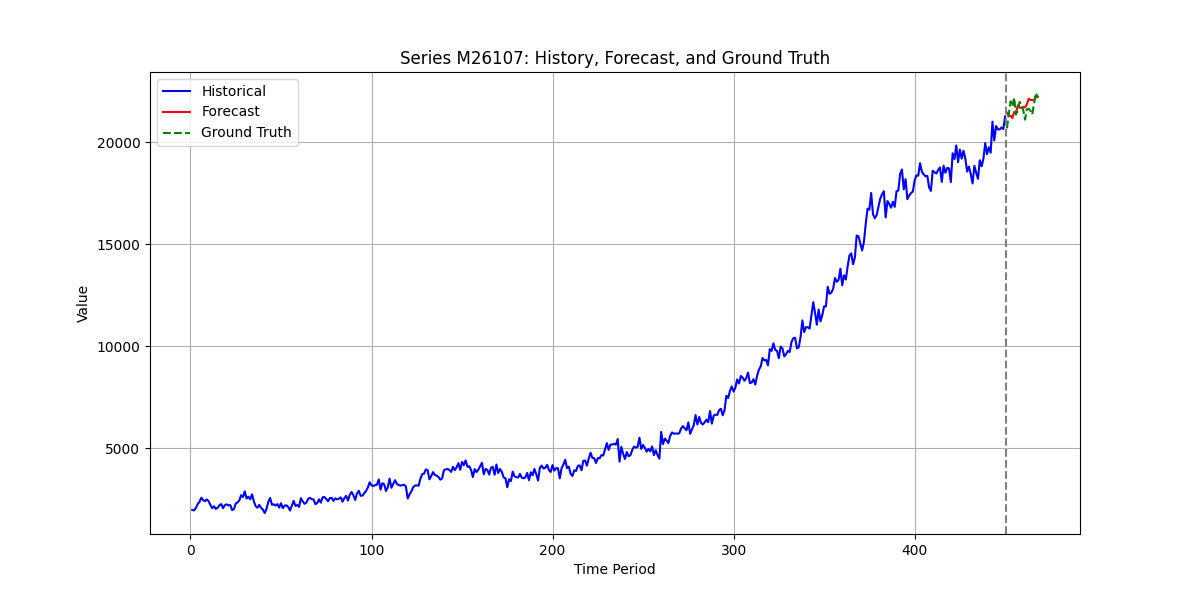 Series M26107: History, Forecast, and Ground Truth
Historical
Forecast
Ground Truth
Value
20000
15000
10000
5000
0
100
200
300
400
Time Period